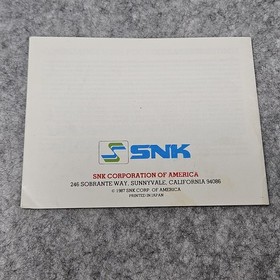 SNK
SNK CORPORATION OF AMERICA
246 SOBRANTE WAY, SUNNYVALE, CALIFORNIA 94086
© 1987 SNK CORP. OF AMERICA
PRINTED IN JAPAN